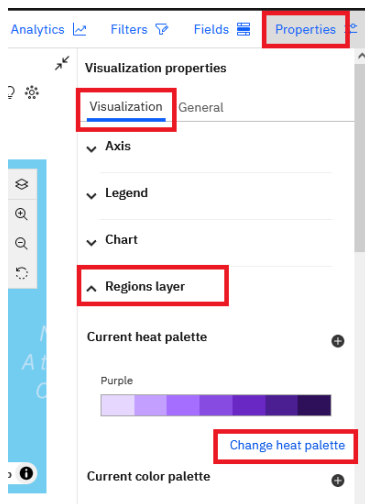 Analytics Filters Fields Properties
Visualization properties
Visualization General
Axis
Legend
Chart
Regions layer
Current heat palette
Purple
Change heat palette
Current color palette